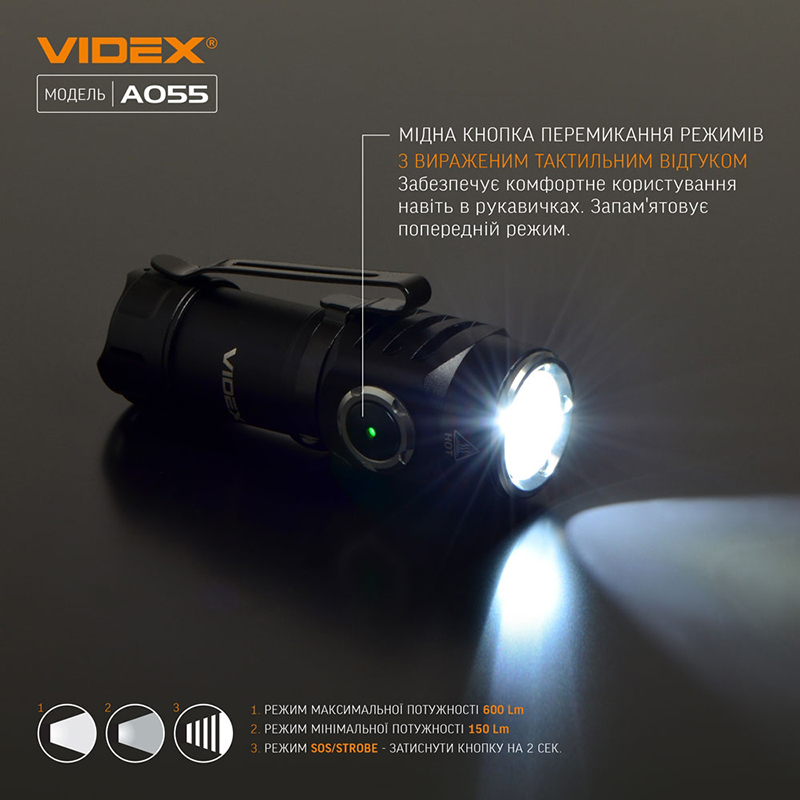 VIDEX®
МОДЕЛЬ | A055
МІДНА КНОПКА ПЕРЕМИКАННЯ РЕЖИМІВ
З ВИРАЖЕНИМ ТАКТИЛЬНИМ ВІДГУКОМ
Забезпечує комфортне користування
навіть в рукавичках. Запам'ятовує
попередній режим.
VIDEX
HOT
1 2 3
1. РЕЖИМ МАКСИМАЛЬНОЇ ПОТУЖНОСТІ 600 Lm
2. РЕЖИМ МІНІМАЛЬНОЇ ПОТУЖНОСТІ 150 Lm
3. РЕЖИМ SOS/STROBE - ЗАТИСНУТИ КНОПКУ НА 2 СЕК.